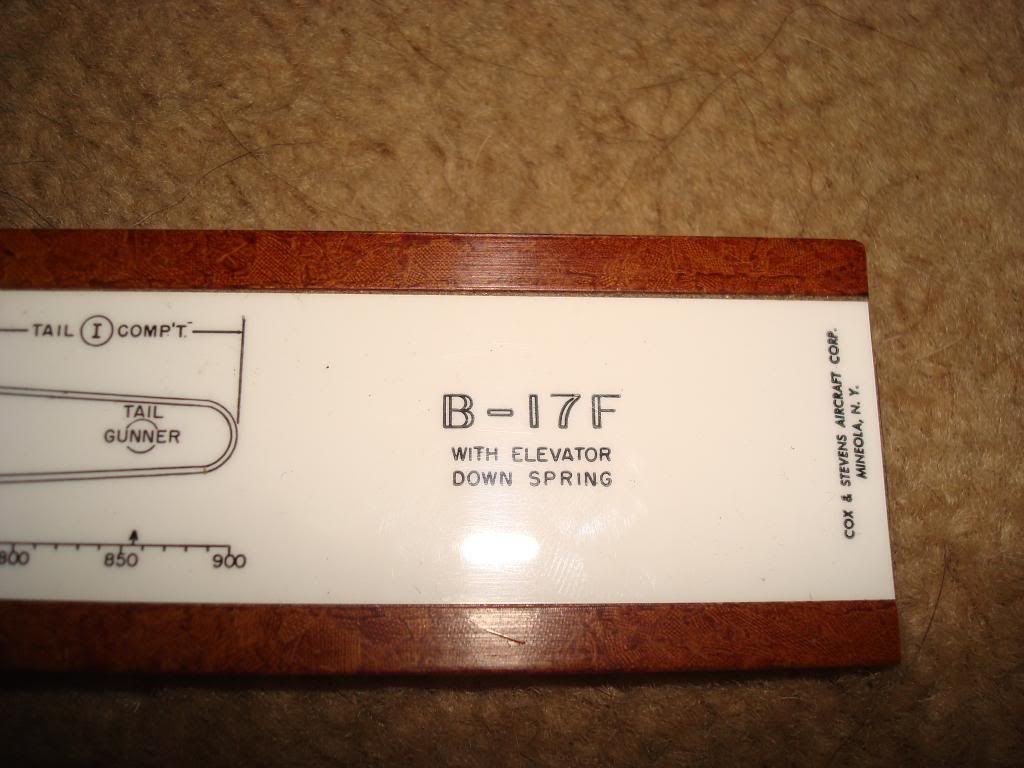 TAIL I COMP'T.
TAIL
GUNNER
800 850 900
B-17F
WITH ELEVATOR
DOWN SPRING
COX & STEVENS AIRCRAFT CORP.
MINEOLA, N. Y.